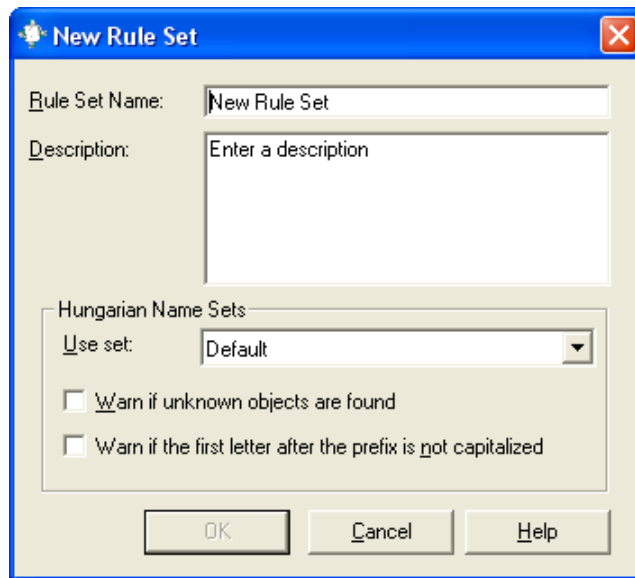 New Rule Set
Rule Set Name: New Rule Set
Description: Enter a description
Hungarian Name Sets
Use set: Default
Warn if unknown objects are found
Warn if the first letter after the prefix is not capitalized
OK Cancel Help